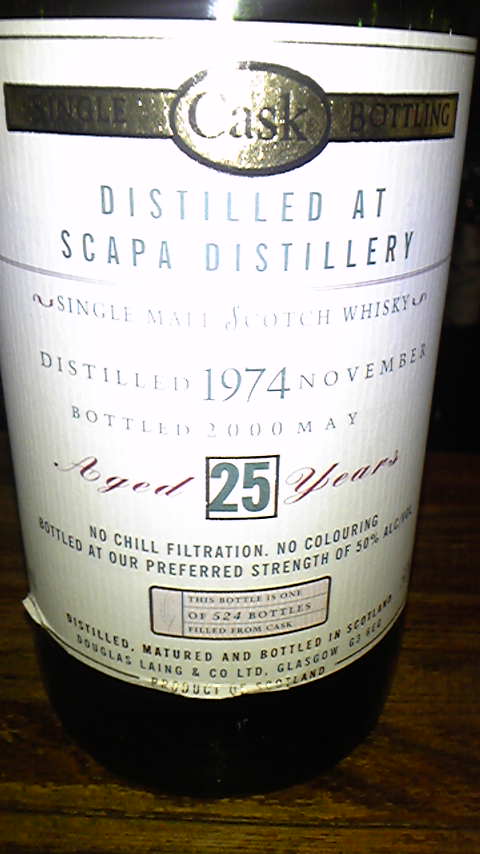 SINGLE Cask BOTTLING
DISTILLED AT
SCAPA DISTILLERY
SINGLE MALT SCOTCH WHISKY
DISTILLED 1974 NOVEMBER
BOTTLED 2000 MAY
Aged 25 Years
NO CHILL FILTRATION. NO COLOURING
BOTTLED AT OUR PREFERRED STRENGTH OF 50% ALC/VOL
THIS BOTTLE IS ONE
OF 524 BOTTLES
FILLED FROM CASK
DISTILLED, MATURED AND BOTTLED IN SCOTLAND
DOUGLAS LAING & CO LTD, GLASGOW G3 6EQ
PRODUCT OF SCOTLAND